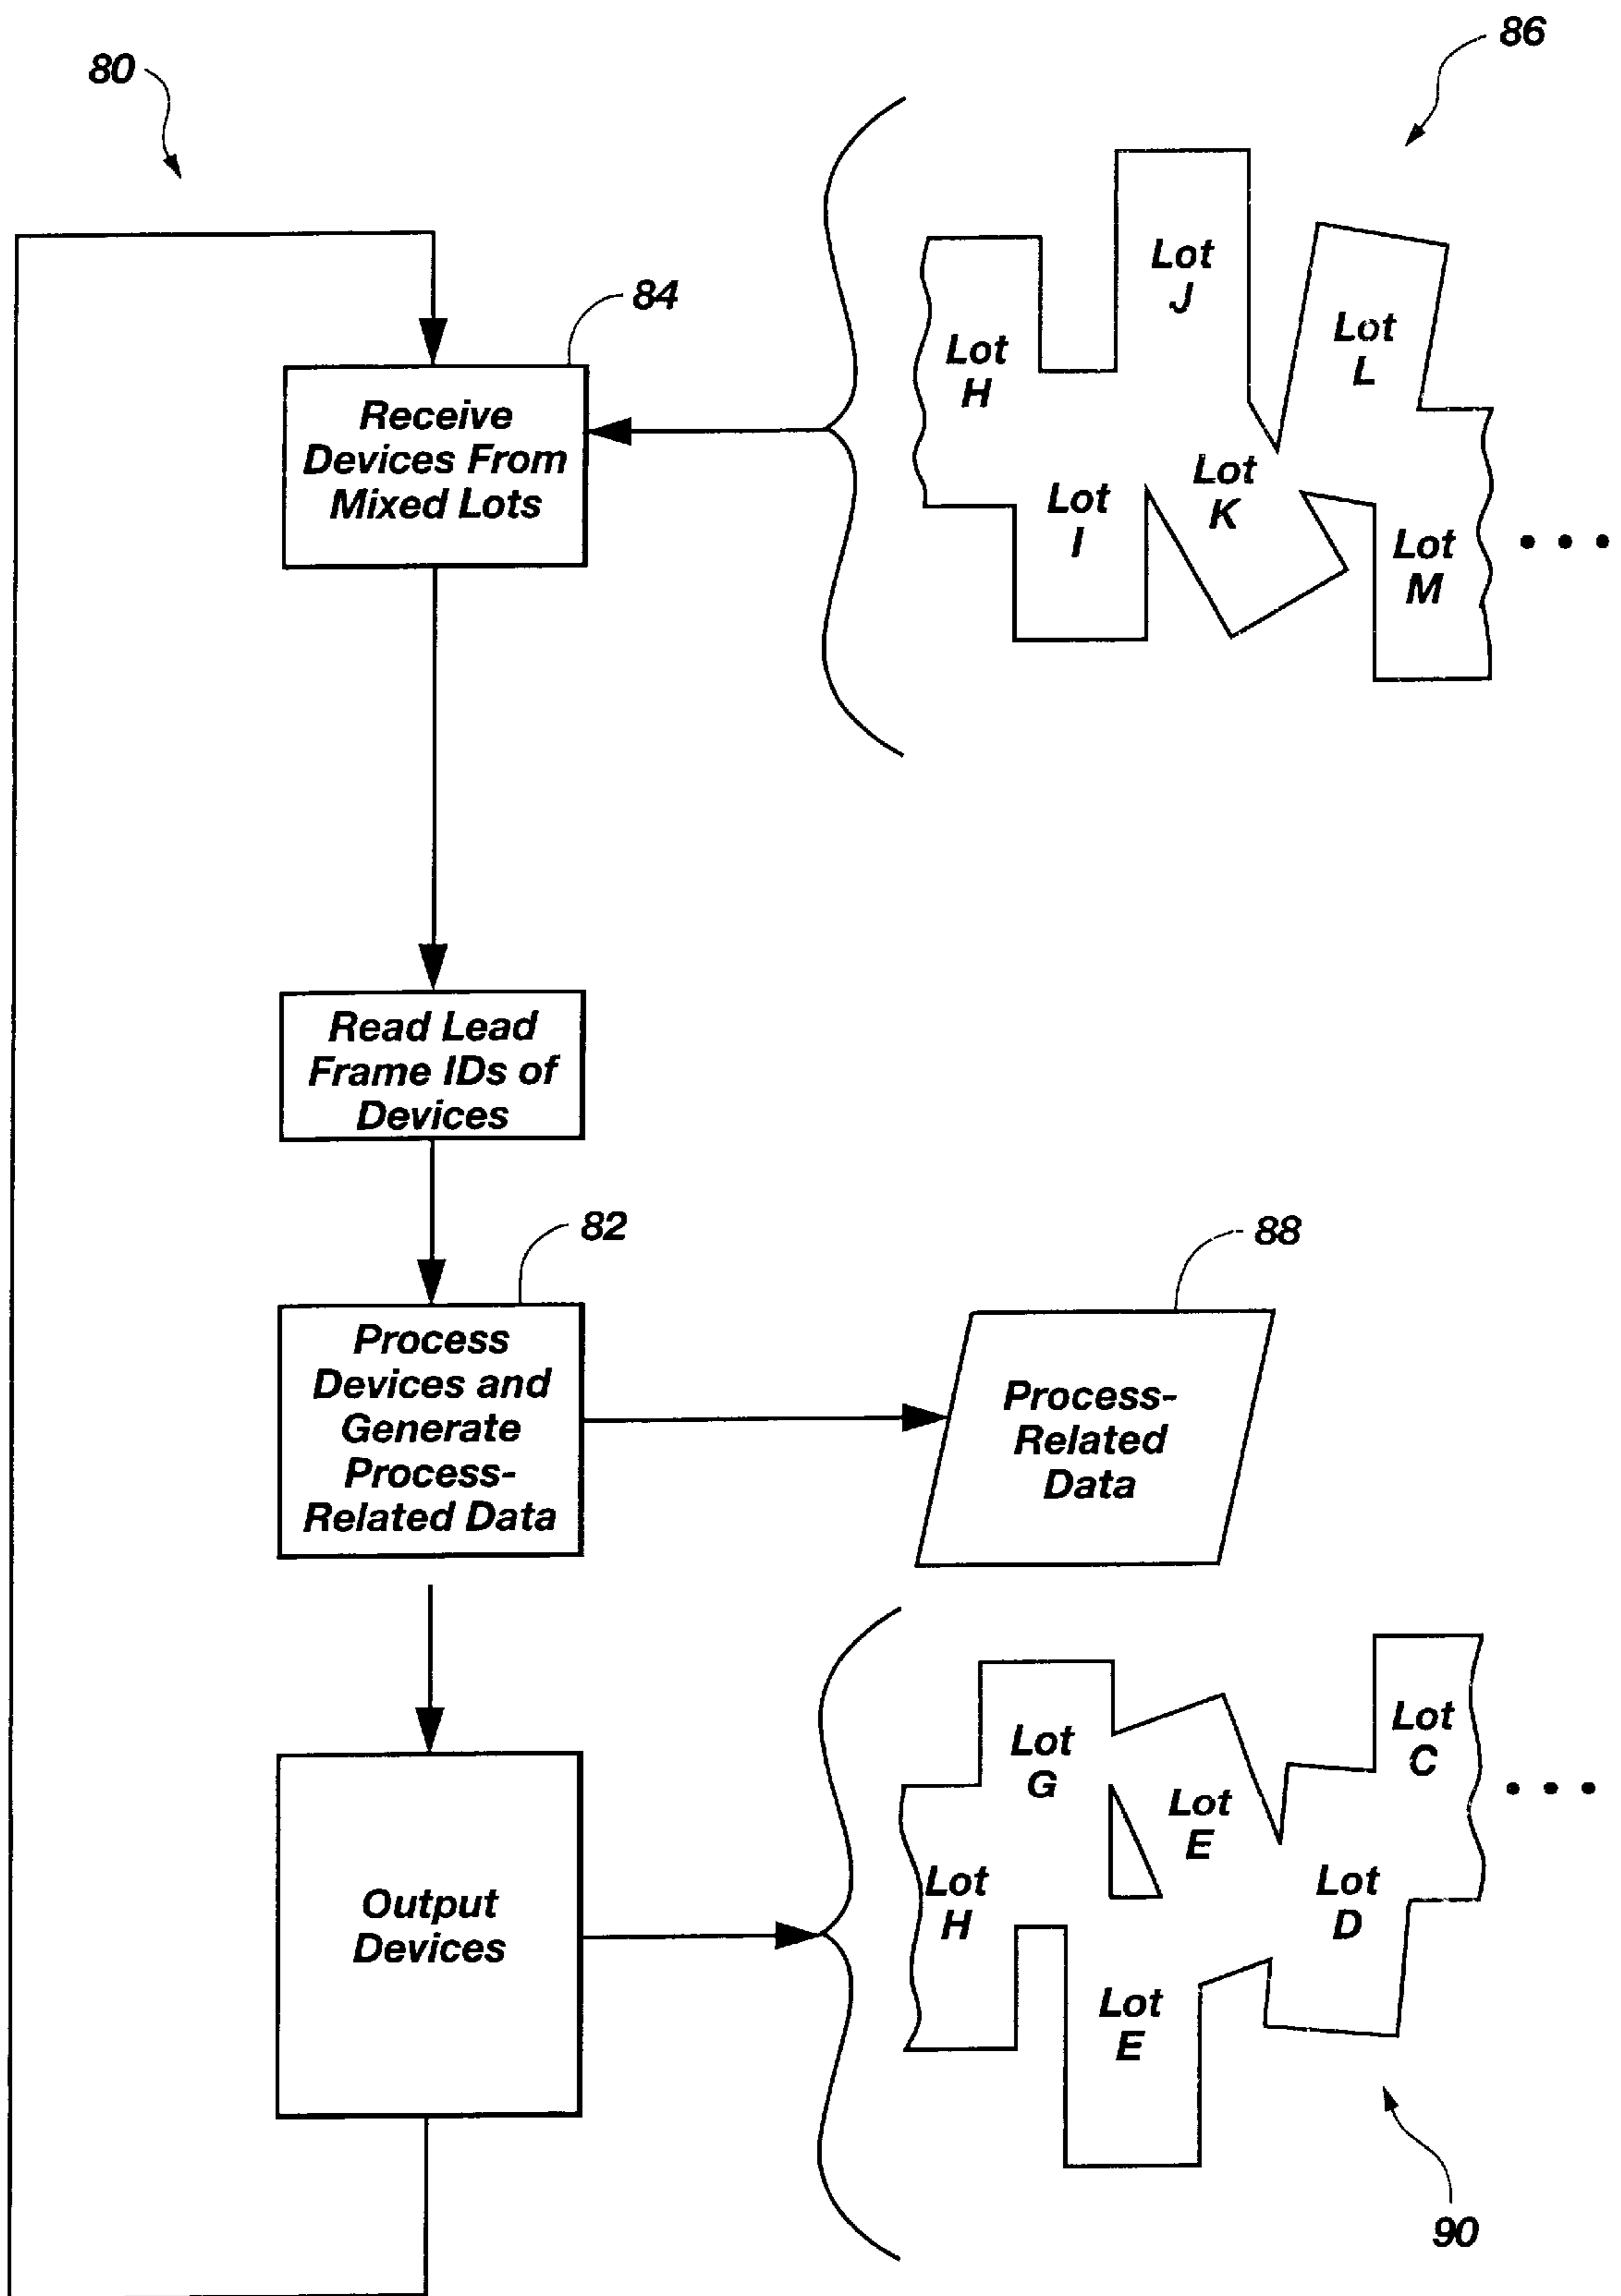 80
86
84
Lot
J
Lot
H
Lot
L
Receive
Devices From
Mixed Lots
Lot
I
Lot
K
Lot
M
• • •
Read Lead
Frame IDs of
Devices
82
88
Process
Devices and
Generate
Process-
Related Data
Process-
Related
Data
Lot
G
Lot
C
Lot
E
• • •
Lot
H
Lot
D
Output
Devices
Lot
E
90